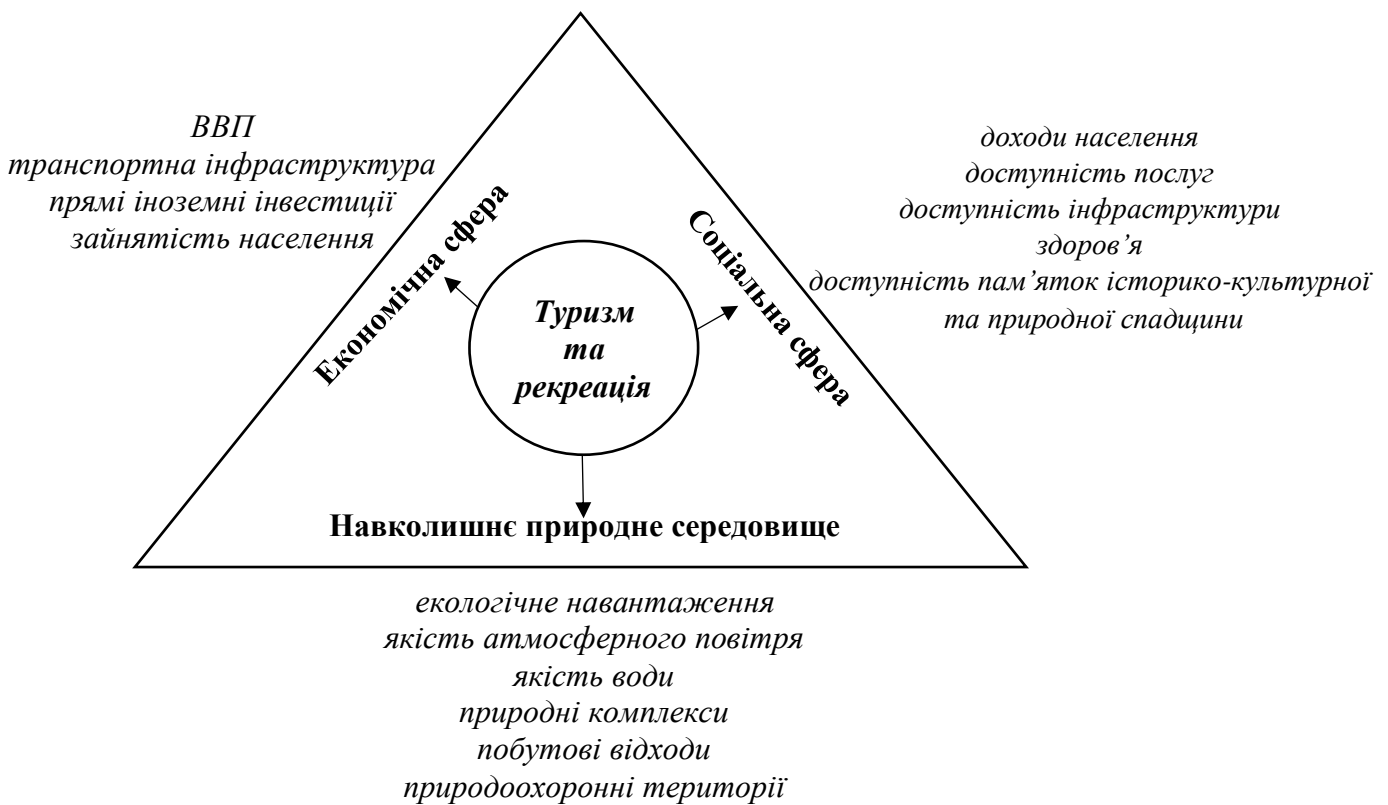 ВВП
транспортна інфраструктура
прямі іноземні інвестиції
зайнятість населення
доходи населення
доступність послуг
доступність інфраструктури
здоров’я
доступність пам’яток історико-культурної
та природної спадщини
Економічна сфера
Соціальна сфера
Туризм
та
рекреація
Навколишнє природне середовище
екологічне навантаження
якість атмосферного повітря
якість води
природні комплекси
побутові відходи
природоохоронні території